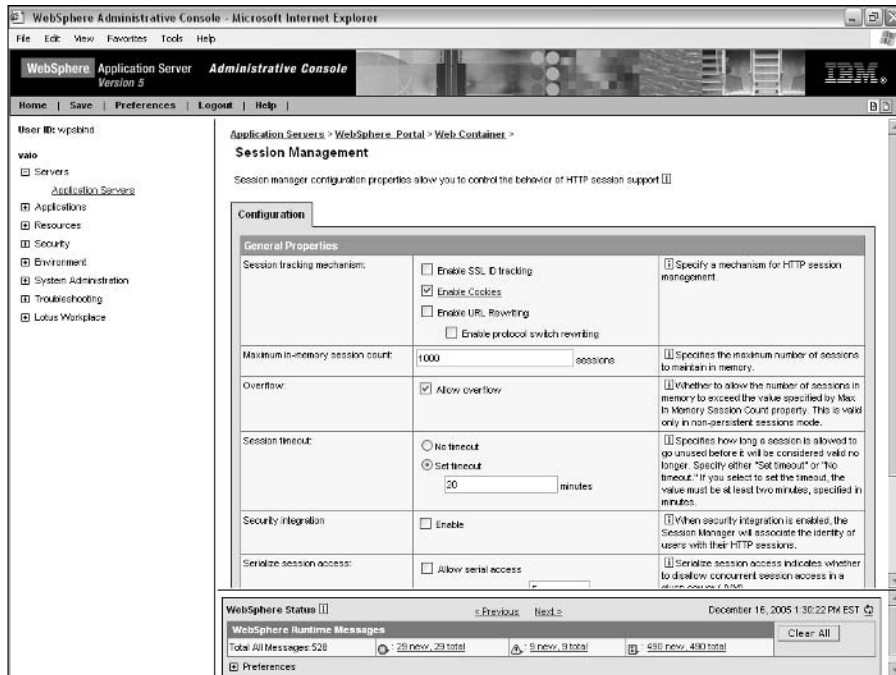 WebSphere Administrative Console - Microsoft Internet Explorer
File Edit View Favorites Tools Help
WebSphere Application Server Administrative Console
Version 5
IBM.
Home | Save | Preferences | Logout | Help |
User ID: wpsbind
vaio
Servers
Application Servers
Applications
Resources
Security
Environment
System Administration
Troubleshooting
Lotus Workplace
Application Servers > WebSphere Portal > Web Container >
Session Management
Session manager configuration properties allow you to control the behavior of HTTP session support
Configuration
General Properties
Session tracking mechanism:
Enable SSL ID tracking
Enable Cookies
Enable URL Rewriting
Enable protocol switch rewriting
Specify a mechanism for HTTP session
management.
Maximum in-memory session count:
1000 sessions
Specifies the maximum number of sessions
to maintain in memory.
Overflow:
Allow overflow
Whether to allow the number of sessions in
memory to exceed the value specified by Max
In Memory Session Count property. This is valid
only in non-persistent sessions mode.
Session timeout:
No timeout
Set timeout
20 minutes
Specifies how long a session is allowed to
go unused before it will be considered valid no
longer. Specify either "Set timeout" or "No
timeout." If you select to set the timeout, the
value must be at least two minutes, specified in
minutes.
Security integration
Enable
When security integration is enabled, the
Session Manager will associate the identity of
users with their HTTP sessions.
Serialize session access:
Allow serial access
5
Serialize session access indicates whether
to disallow concurrent session access in a
WebSphere Status < Previous Next > December 16, 2005 1:30:22 PM EST
WebSphere Runtime Messages
Clear All
Total All Messages: 528 : 29 new, 29 total : 9 new, 9 total : 490 new, 490 total
Preferences